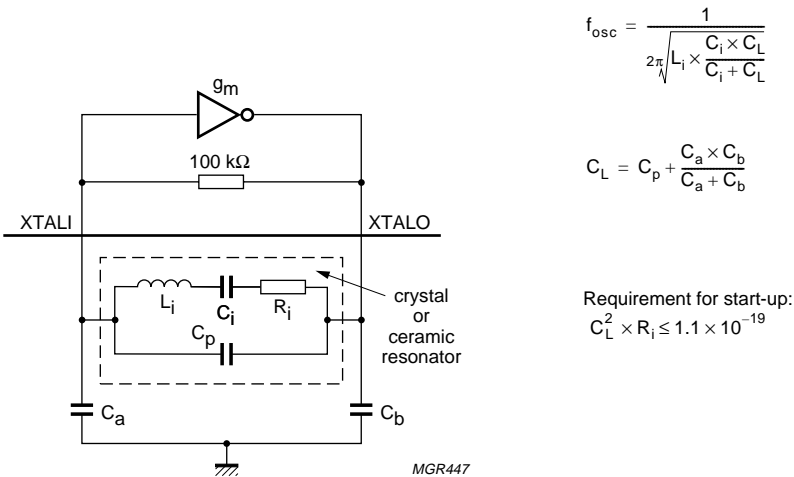 g_m
100 kΩ
XTALI
XTALO
L_i
C_i
R_i
C_p
crystal
or
ceramic
resonator
C_a
C_b
MGR447
f_osc = 1 / (2π√(L_i × (C_i × C_L) / (C_i + C_L)))
C_L = C_p + (C_a × C_b) / (C_a + C_b)
Requirement for start-up:
C_L^2 × R_i ≤ 1.1 × 10^−19